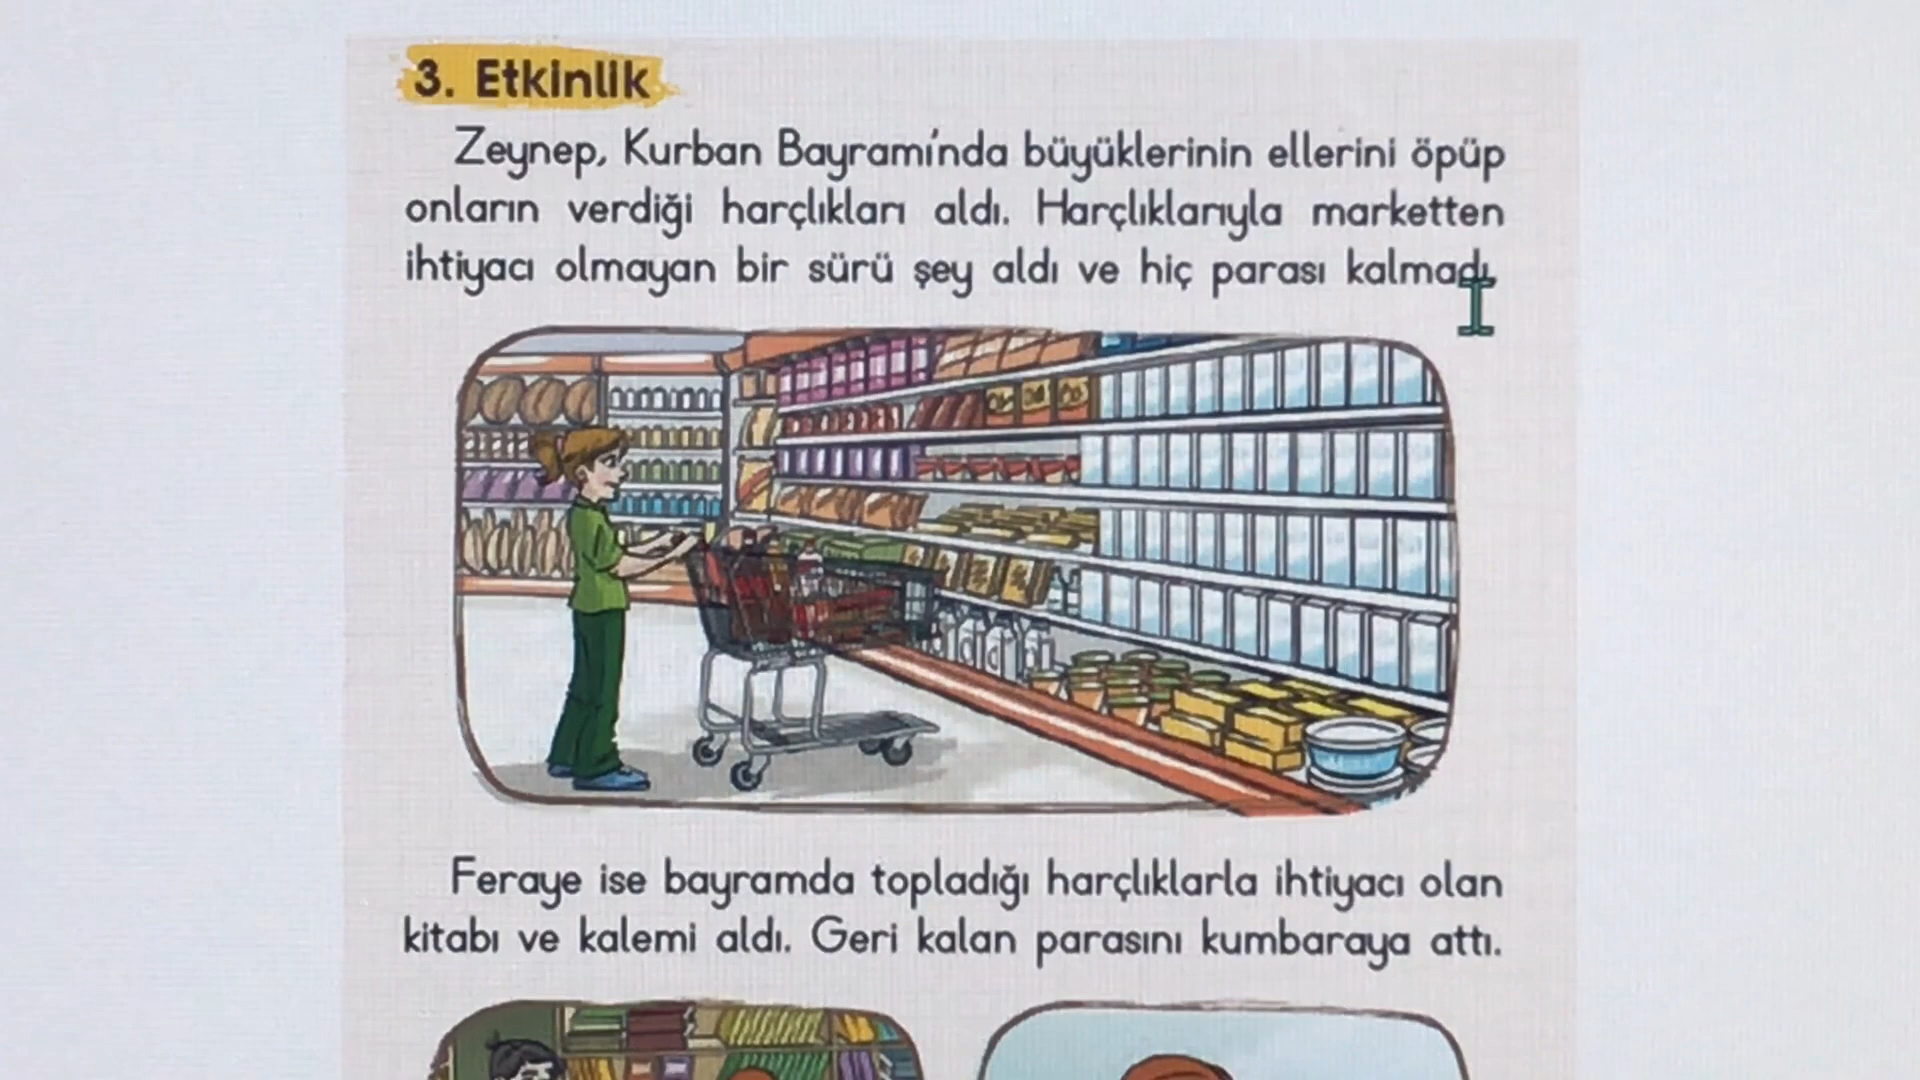 3. Etkinlik
Zeynep, Kurban Bayramı'nda büyüklerinin ellerini öpüp
onların verdiği harçlıkları aldı. Harçlıklarıyla marketten
ihtiyacı olmayan bir sürü şey aldı ve hiç parası kalmadı.
Feraye ise bayramda topladığı harçlıklarla ihtiyacı olan
kitabı ve kalemi aldı. Geri kalan parasını kumbaraya attı.